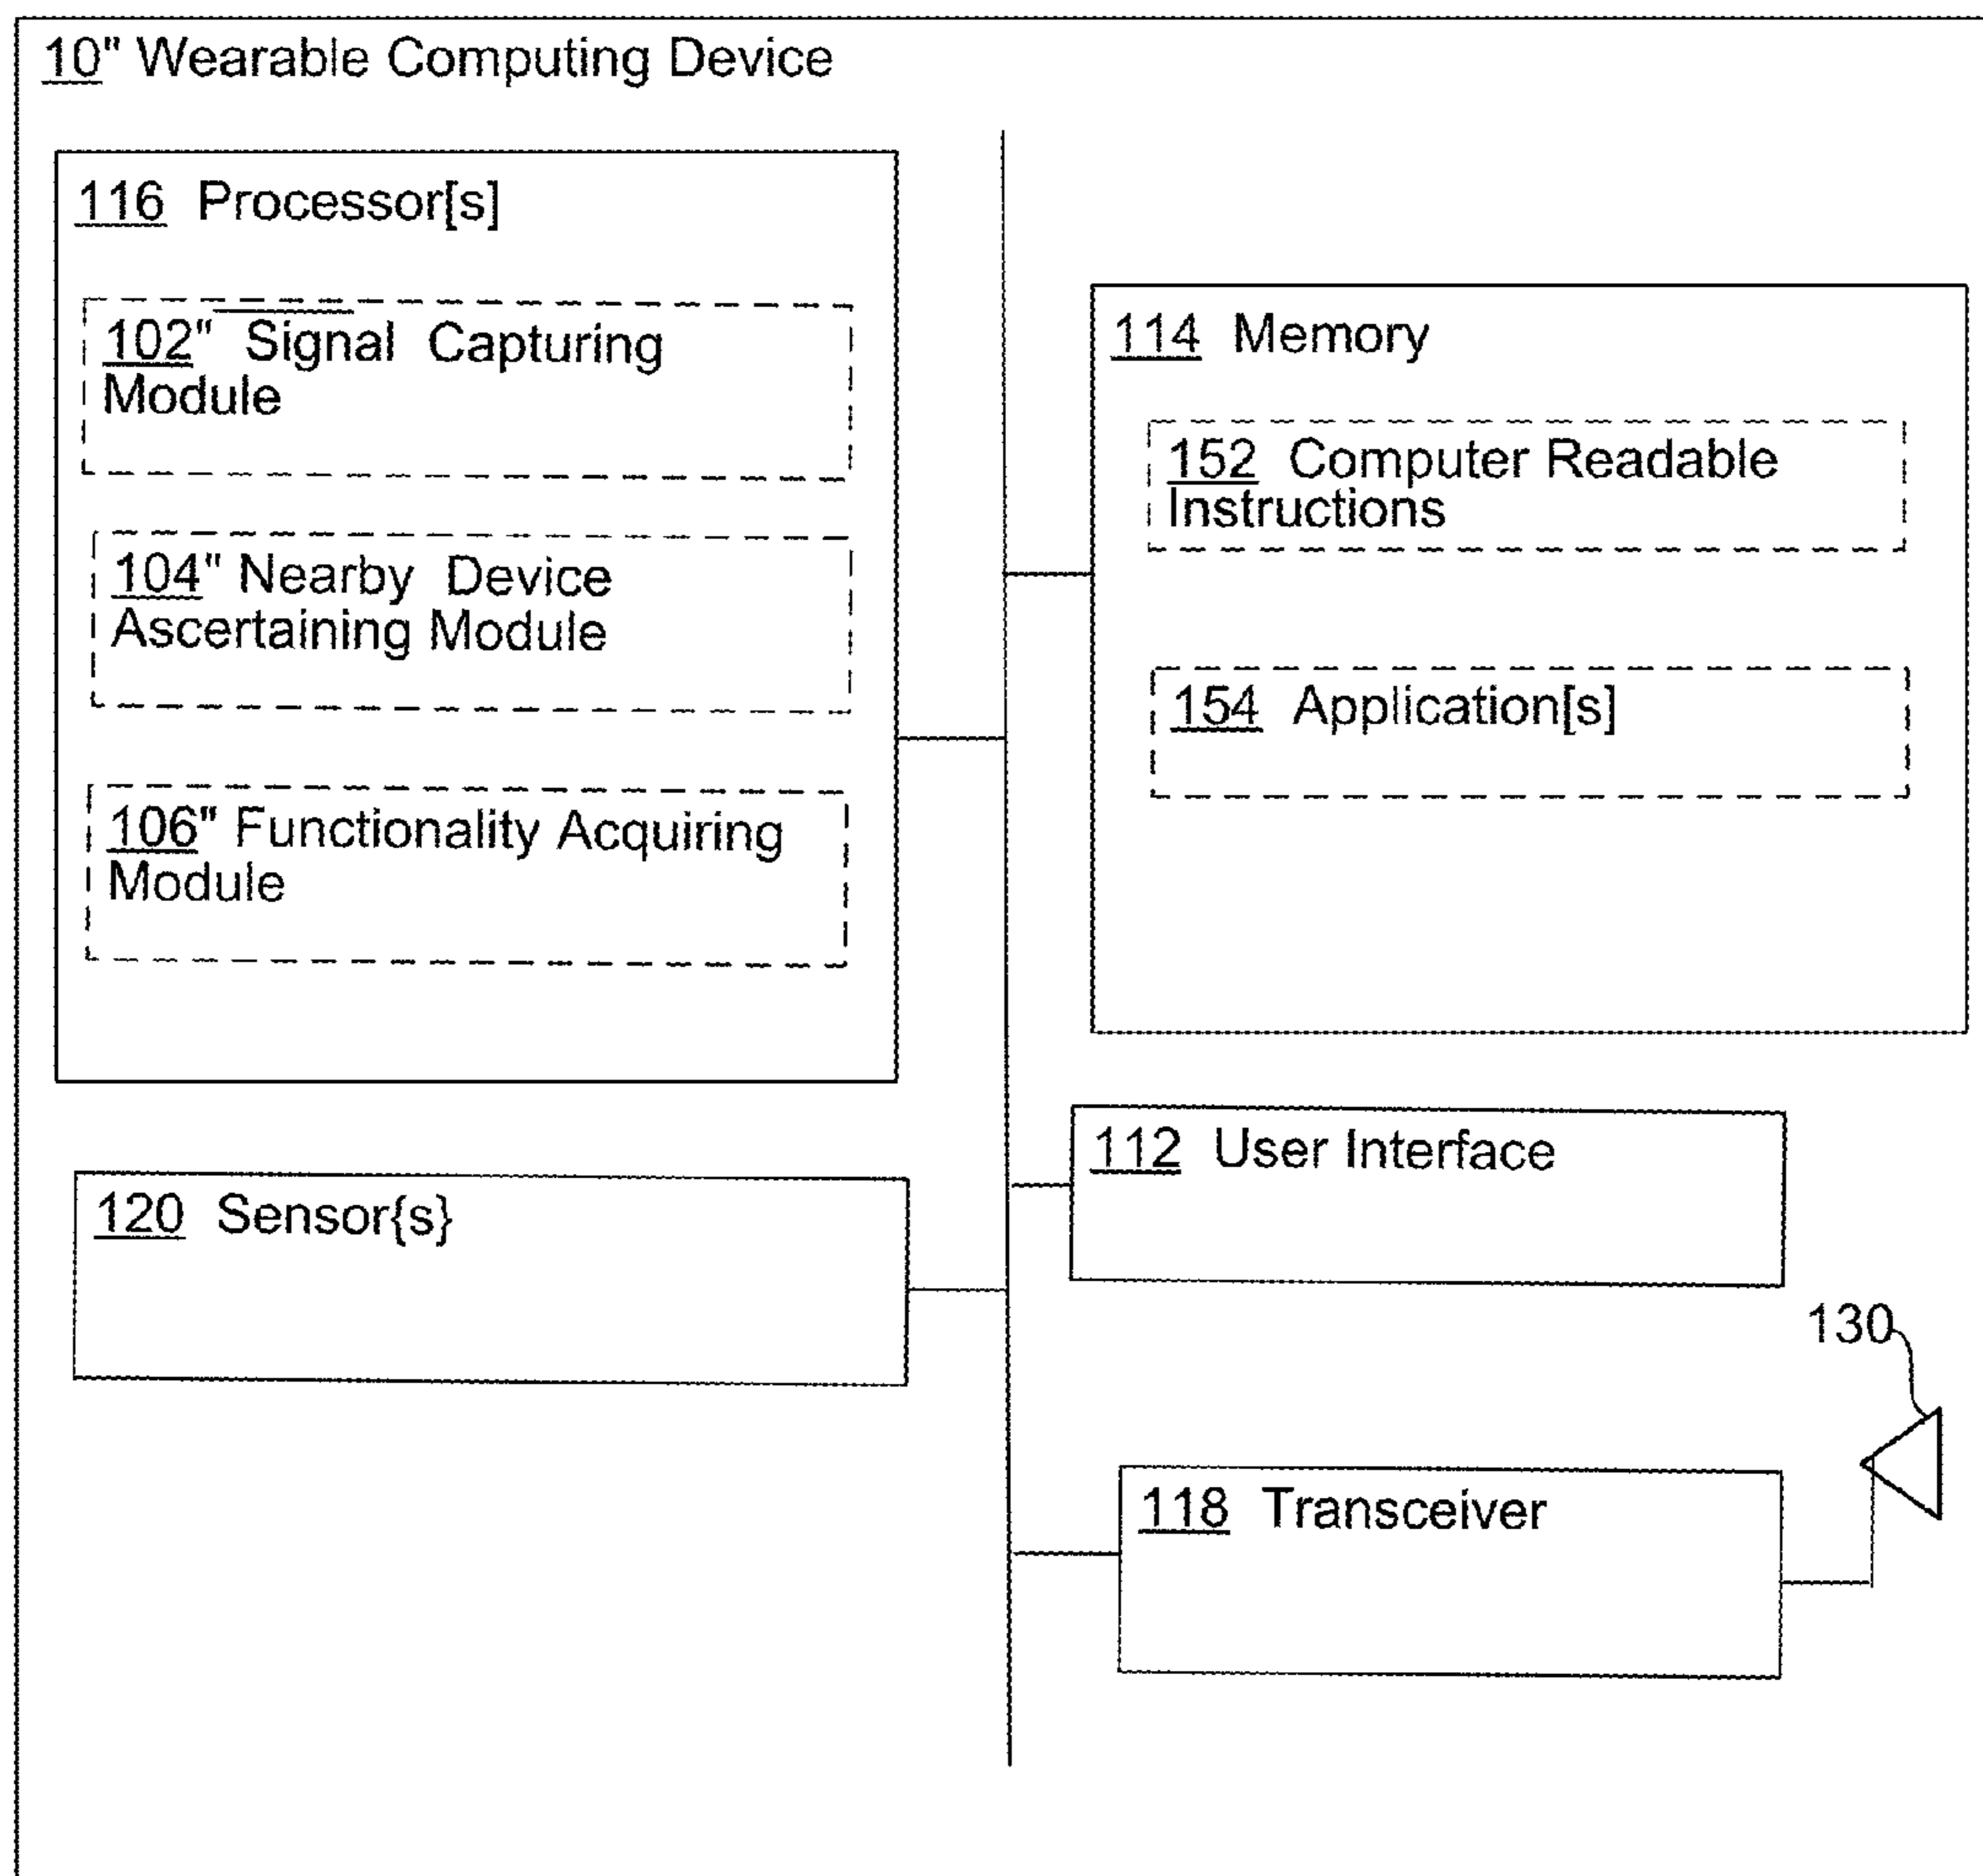 10" Wearable Computing Device
116 Processor[s]
102" Signal Capturing
Module
104" Nearby Device
Ascertaining Module
106" Functionality Acquiring
Module
114 Memory
152 Computer Readable
Instructions
154 Application[s]
120 Sensor{s}
112 User Interface
130
118 Transceiver